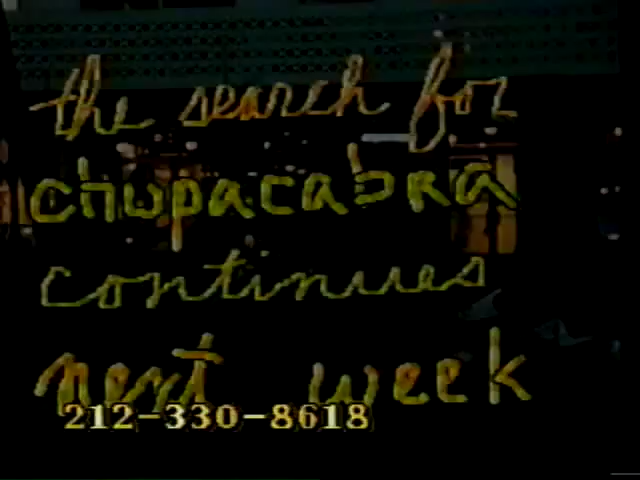 the search for
chupacabra
continues
next week
212-330-8618